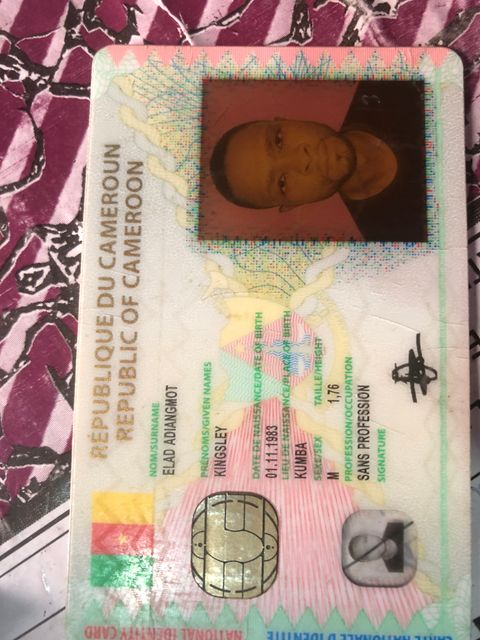 RÉPUBLIQUE DU CAMEROUN
REPUBLIC OF CAMEROON
NOM/SURNAME
ELAD ADIANGMOT
PRENOMS/GIVEN NAMES
KINGSLEY
DATE DE NAISSANCE/DATE OF BIRTH
01.11.1983
LIEU DE NAISSANCE/PLACE OF BIRTH
KUMBA
SEXE/SEX TAILLE/HEIGHT
M 1,76
PROFESSION/OCCUPATION
SANS PROFESSION
SIGNATURE
CARTE NATIONALE D'IDENTITÉ
NATIONAL IDENTITY CARD